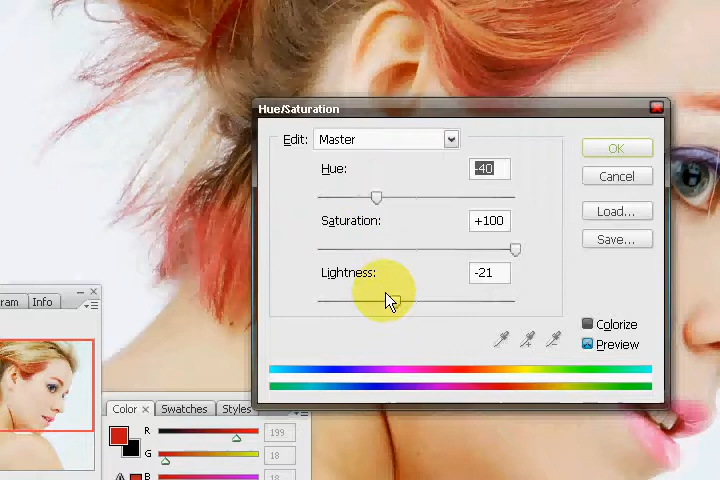 Hue/Saturation
Edit: Master
Hue: -40
OK
Cancel
Saturation: +100
Load...
Save...
Lightness: -21
Colorize
Preview
ram Info
Color Swatches Styles
R 199
G 18
B 18